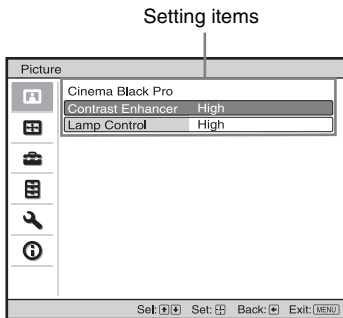 Setting items
Picture
Cinema Black Pro
Contrast Enhancer High
Lamp Control High
Sel: Set: Back: Exit: MENU